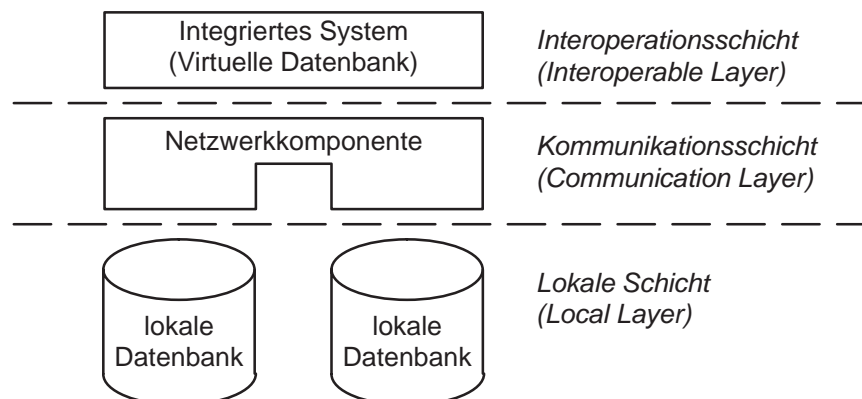 Integriertes System
(Virtuelle Datenbank)
Interoperationsschicht
(Interoperable Layer)
Netzwerkkomponente
Kommunikationsschicht
(Communication Layer)
lokale
Datenbank
lokale
Datenbank
Lokale Schicht
(Local Layer)